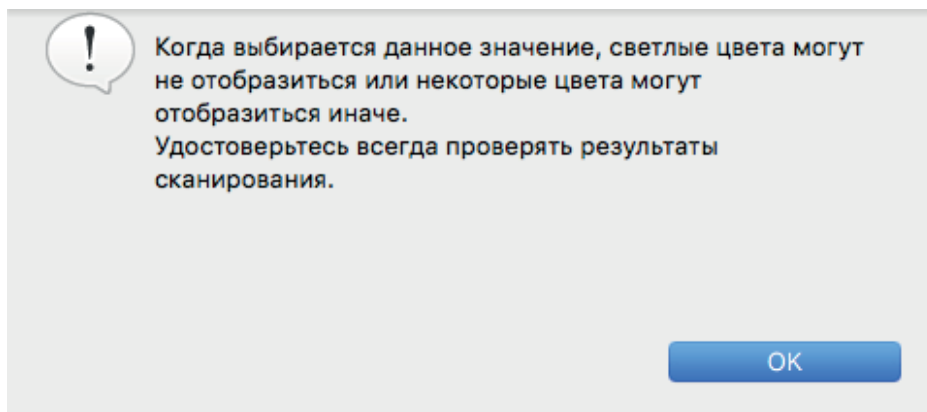 Когда выбирается данное значение, светлые цвета могут
не отобразиться или некоторые цвета могут
отобразиться иначе.
Удостоверьтесь всегда проверять результаты
сканирования.
OK